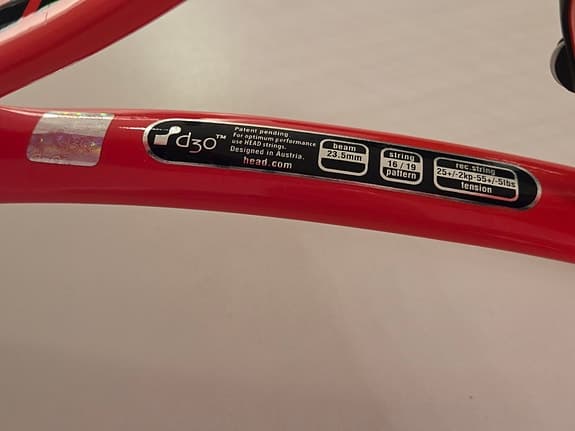 d3o™
Patent pending.
For optimum performance
use HEAD strings.
Designed in Austria.
head.com
beam
23.5mm
string
16 / 19
pattern
rec.string
25+/-2kp-55+/-5lbs
tension